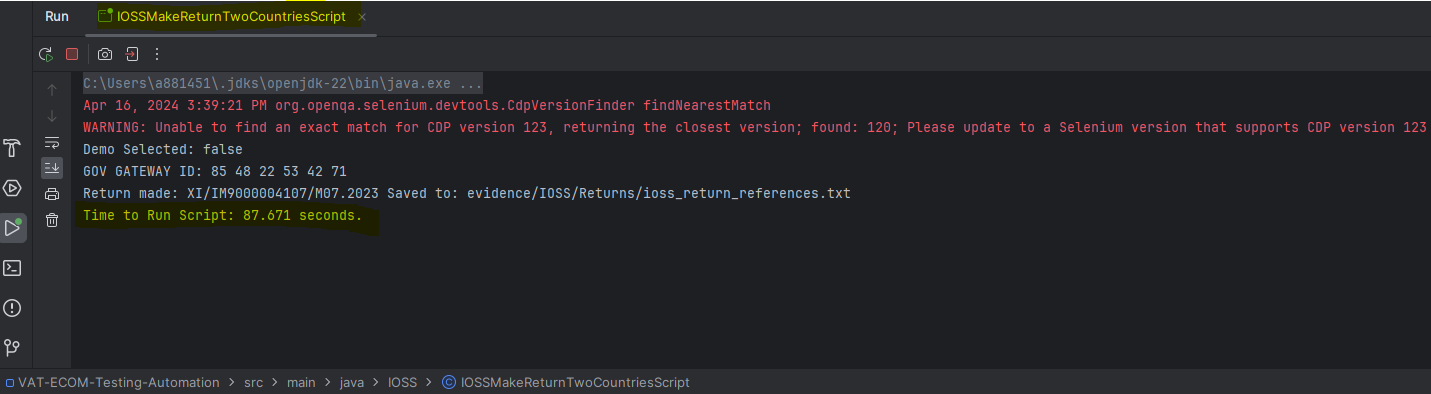 Run IOSSMakeReturnTwoCountriesScript ×
C:\Users\a881451\.jdks\openjdk-22\bin\java.exe ...
Apr 16, 2024 3:39:21 PM org.openqa.selenium.devtools.CdpVersionFinder findNearestMatch
WARNING: Unable to find an exact match for CDP version 123, returning the closest version; found: 120; Please update to a Selenium version that supports CDP version 123
Demo Selected: false
GOV GATEWAY ID: 85 48 22 53 42 71
Return made: XI/IM9000004107/M07.2023 Saved to: evidence/IOSS/Returns/ioss_return_references.txt
Time to Run Script: 87.671 seconds.
VAT-ECOM-Testing-Automation > src > main > java > IOSS > IOSSMakeReturnTwoCountriesScript